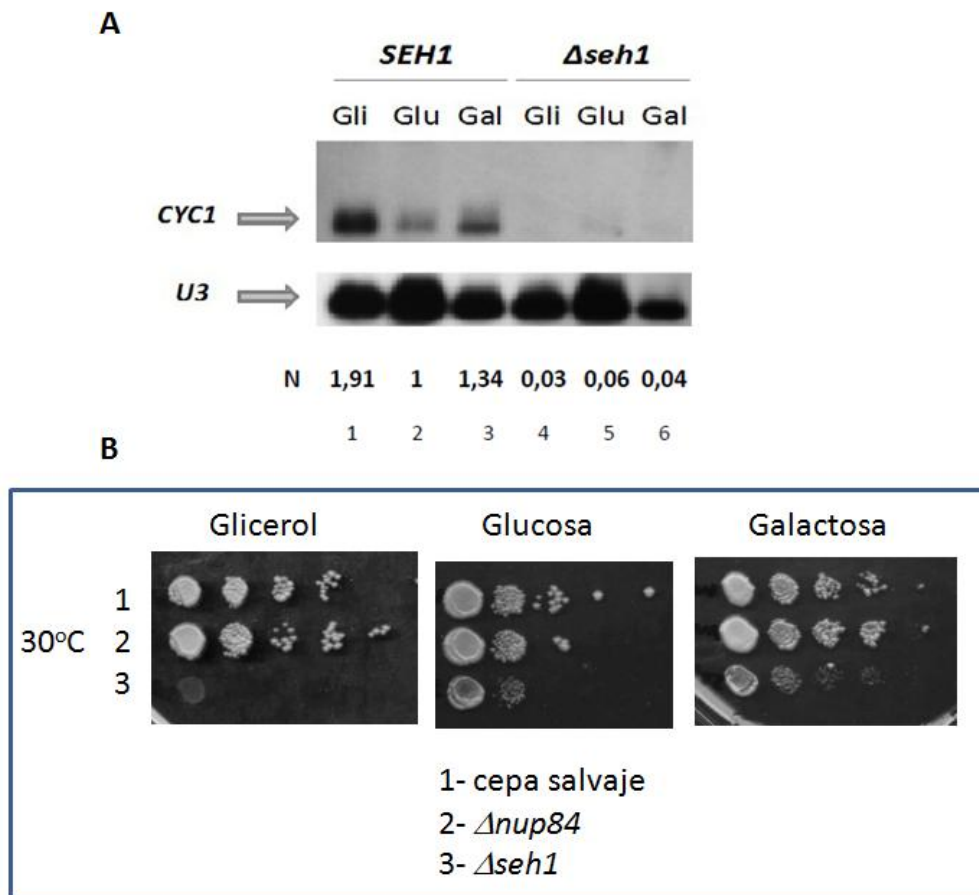 A
SEH1 Δseh1
Gli Glu Gal Gli Glu Gal
CYC1
U3
N 1,91 1 1,34 0,03 0,06 0,04
1 2 3 4 5 6
B
Glicerol Glucosa Galactosa
30°C
1
2
3
1- cepa salvaje
2- Δnup84
3- Δseh1